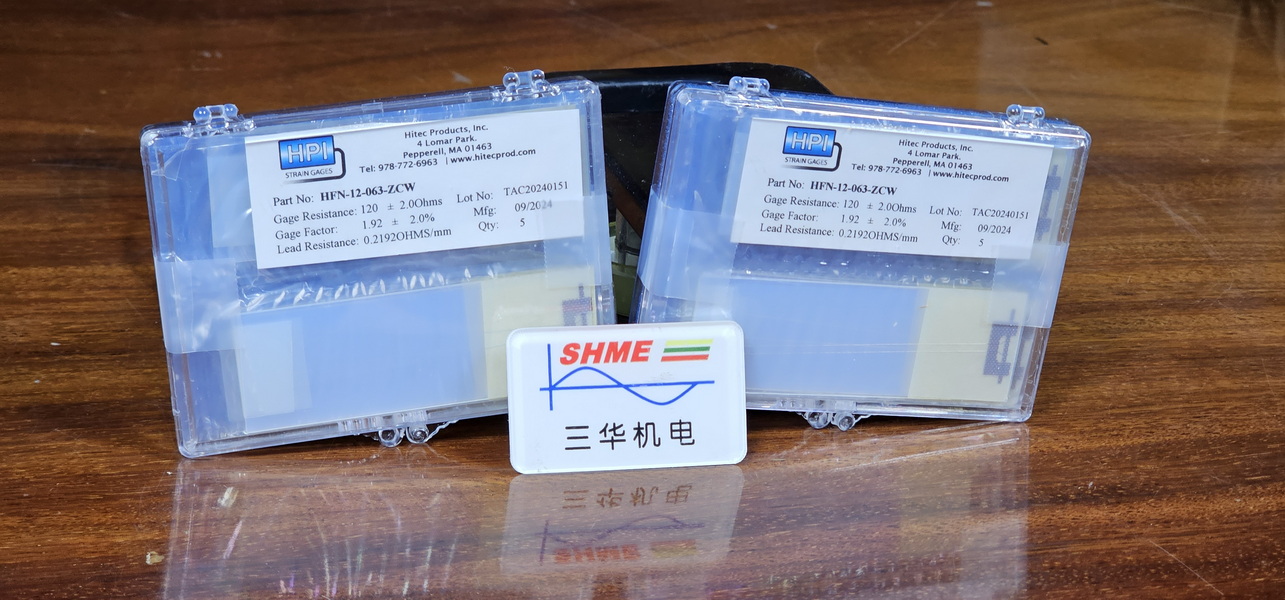 HPI
STRAIN GAGES
Hitec Products, Inc.
4 Lomar Park.
Pepperell, MA 01463
Tel: 978-772-6963 | www.hitecprod.com
Part No: HFN-12-063-ZCW
Gage Resistance: 120 ± 2.0Ohms Lot No: TAC20240151
Gage Factor: 1.92 ± 2.0% Mfg: 09/2024
Lead Resistance: 0.2192OHMS/mm Qty: 5
HPI
STRAIN GAGES
Hitec Products, Inc.
4 Lomar Park.
Pepperell, MA 01463
Tel: 978-772-6963 | www.hitecprod.com
Part No: HFN-12-063-ZCW
Gage Resistance: 120 ± 2.0Ohms Lot No: TAC20240151
Gage Factor: 1.92 ± 2.0% Mfg: 09/2024
Lead Resistance: 0.2192OHMS/mm Qty: 5
SHME
三华机电